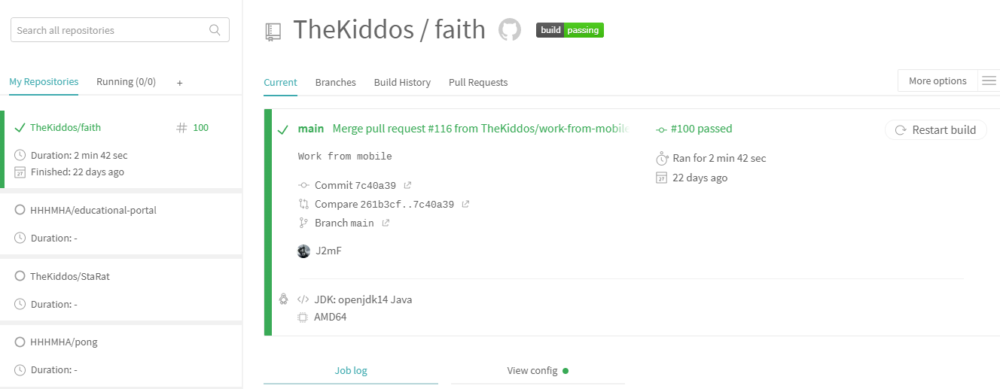 Search all repositories
My Repositories
Running (0/0)
+
TheKiddos/faith
# 100
Duration: 2 min 42 sec
Finished: 22 days ago
HHHMHA/educational-portal
Duration: -
TheKiddos/StaRat
Duration: -
HHHMHA/pong
Duration: -
TheKiddos / faith
build passing
Current
Branches
Build History
Pull Requests
More options
main Merge pull request #116 from TheKiddos/work-from-mobile
Work from mobile
Commit 7c40a39
Compare 261b3cf..7c40a39
Branch main
J2mF
#100 passed
Ran for 2 min 42 sec
22 days ago
Restart build
</> JDK: openjdk14 Java
AMD64
Job log
View config